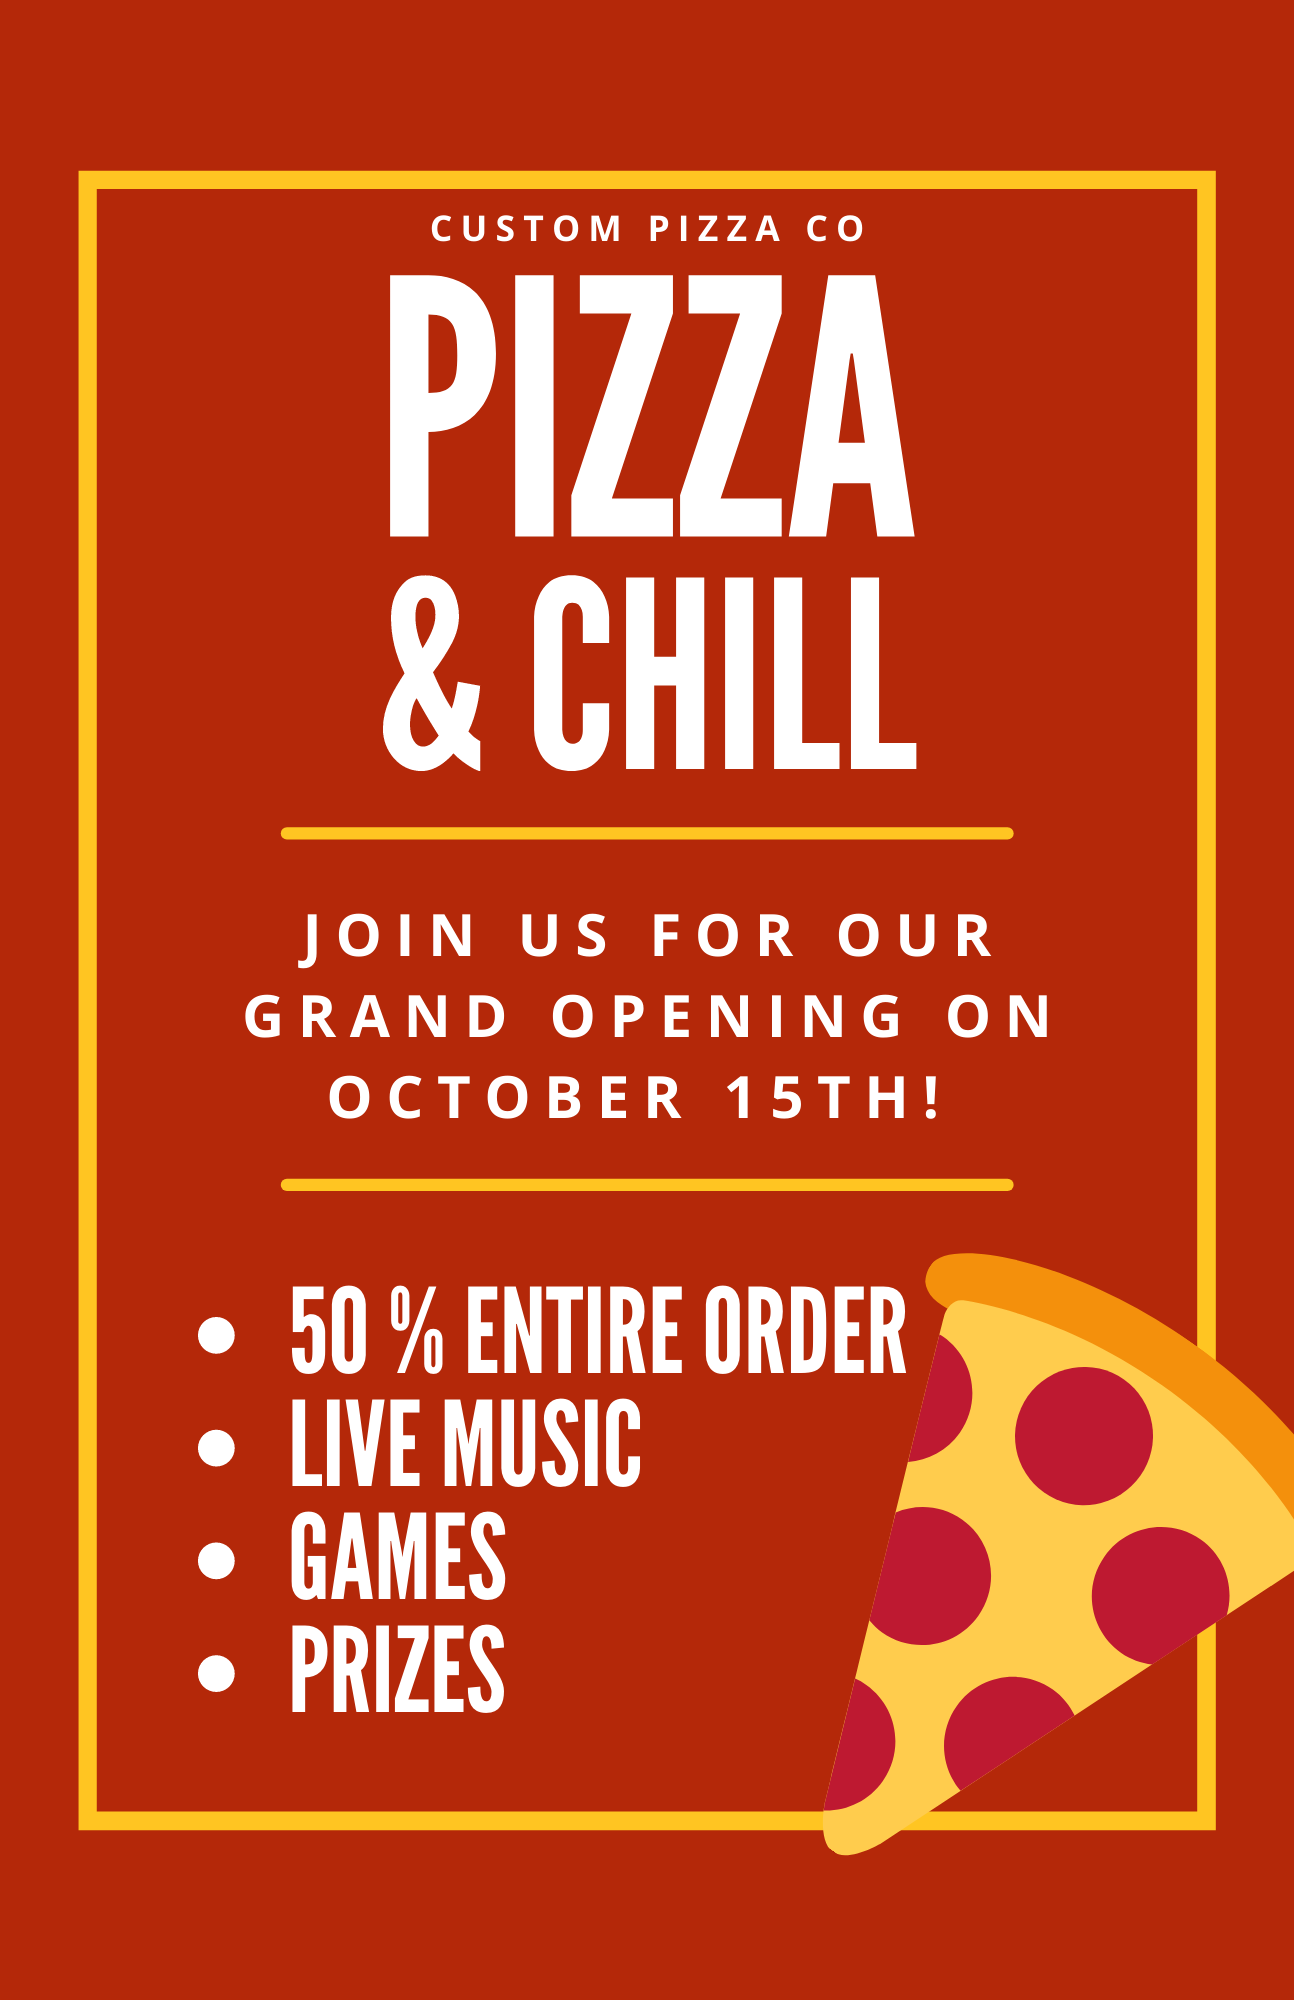 CUSTOM PIZZA CO
PIZZA
& CHILL
JOIN US FOR OUR
GRAND OPENING ON
OCTOBER 15TH!
• 50 % ENTIRE ORDER
• LIVE MUSIC
• GAMES
• PRIZES